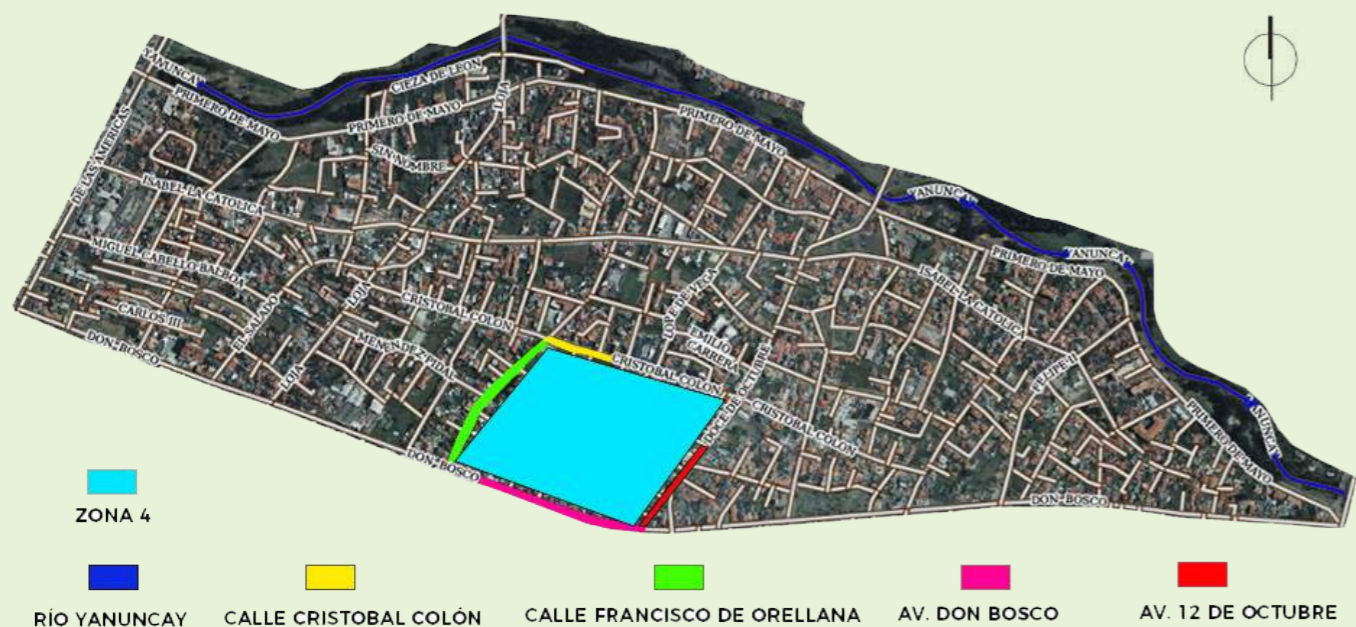 YANUNCAY
CIEZA DE LEON
LOJA
PRIMERO DE MAYO
PRIMERO DE MAYO
PRIMERO DE MAYO
DE LAS AMERICAS
SIN NOMBRE
ISABEL LA CATOLICA
YANUNCAY
MIGUEL CABELLO BALBOA
PRIMERO DE MAYO
YANUNCAY
ISABEL LA CATOLICA
LOJA
CRISTOBAL COLON
LOPE DE VEGA
CARLOS III
EL SALADO
EMILIO
CARRERA
DON BOSCO
MENENDEZ PIDAL
CRISTOBAL COLON
DOCE DE OCTUBRE
FELIPE II
LOJA
CRISTOBAL COLON
PRIMERO DE MAYO
YANUNCAY
DON BOSCO
DON BOSCO
ZONA 4
RÍO YANUNCAY
CALLE CRISTOBAL COLÓN
CALLE FRANCISCO DE ORELLANA
AV. DON BOSCO
AV. 12 DE OCTUBRE